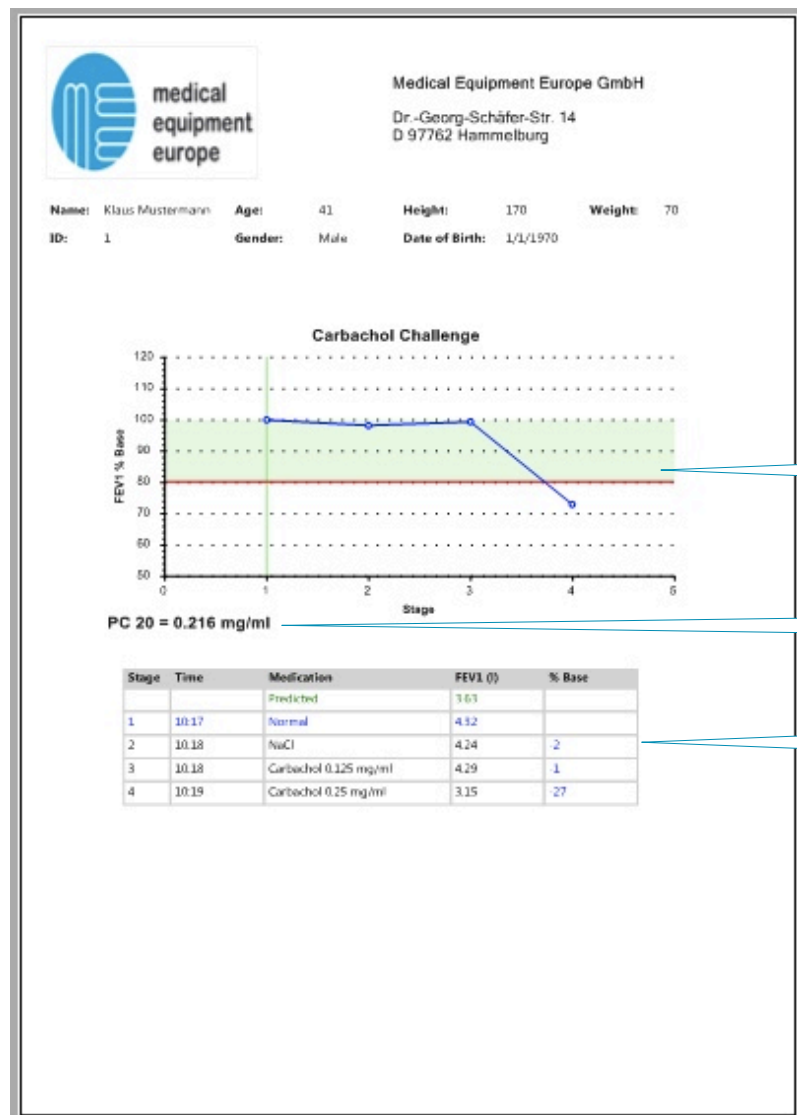 medical
equipment
europe
Medical Equipment Europe GmbH
Dr.-Georg-Schäfer-Str. 14
D 97762 Hammelburg
Name: Klaus Mustermann Age: 41 Height: 170 Weight: 70
ID: 1 Gender: Male Date of Birth: 1/1/1970
Carbachol Challenge
FEV1 % Base
120
110
100
90
80
70
60
50
0 1 2 3 4 5
Stage
PC 20 = 0.216 mg/ml
Stage Time Medication FEV1 (l) % Base
Predicted 3.63
1 10:17 Normal 4.32
2 10:18 NaCl 4.24 -2
3 10:18 Carbachol 0.125 mg/ml 4.29 -1
4 10:19 Carbachol 0.25 mg/ml 3.15 -27